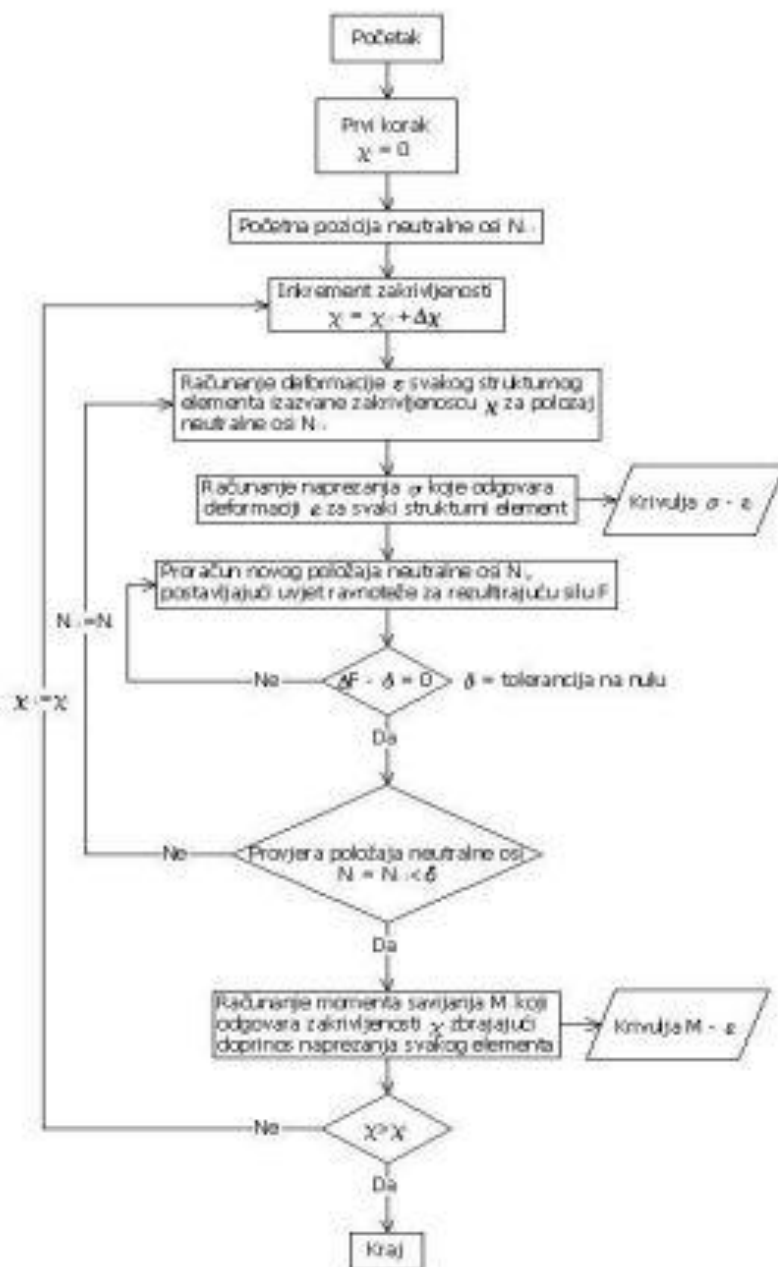 Početak
Prvi korak
χ = 0
Početna pozicija neutralne osi N
Inkrement zakrivljenosti
χ = χ + Δχ
Računanje deformacije ε svakog strukturnog
elementa izazvane zakrivljenoscu χ za položaj
neutralne osi N
Računanje naprezanja σ koje odgovara
deformaciji ε za svaki strukturni element
Krivulja σ - ε
Proračun novog položaja neutralne osi N
postavljajući uvjet ravnoteže za rezultirajuću silu F
N =N
Ne
ΔF - δ = 0
δ = tolerancija na nulu
χ =χ
Da
Ne
Provjera položaja neutralne osi
N = N <δ
Da
Računanje momenta savijanja M koji
odgovara zakrivljenosti χ zbrajajući
doprinos naprezanja svakog elementa
Krivulja M - ε
Ne
χ>χ
Da
Kraj